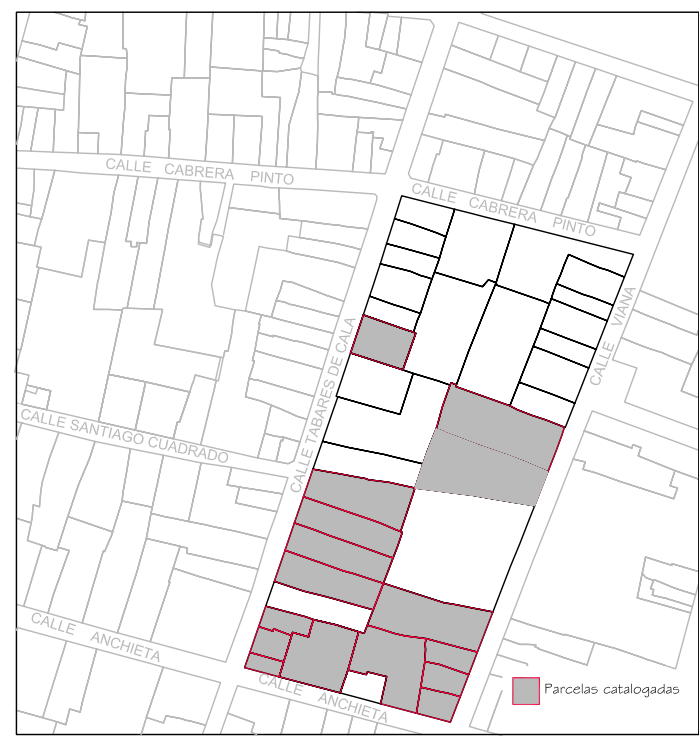 CALLE CABRERA PINTO
CALLE CABRERA PINTO
CALLE VIANA
CALLE TABARES DE CALA
CALLE SANTIAGO CUADRADO
CALLE ANCHIETA
CALLE ANCHIETA
Parcelas catalogadas